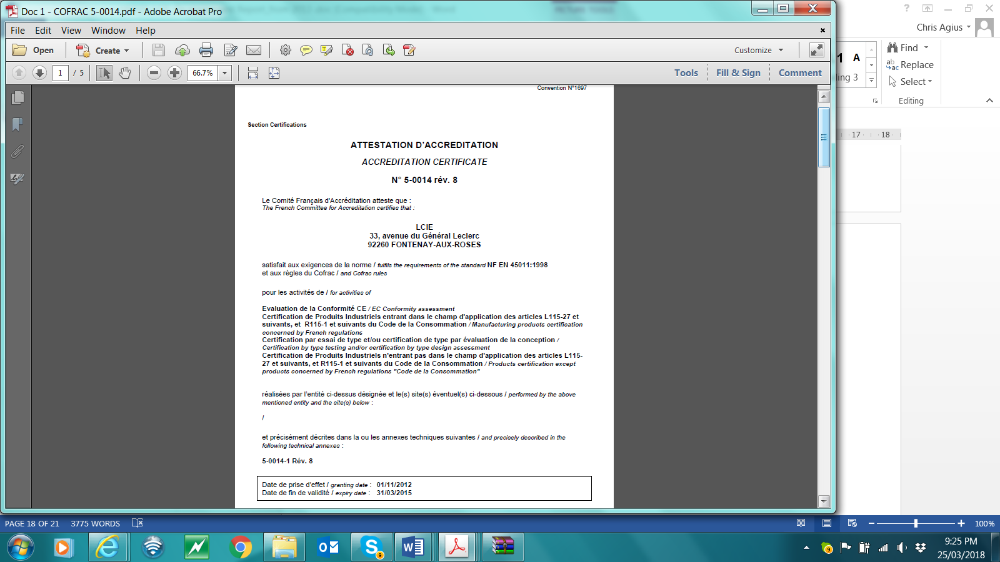 Doc 1 - COFRAC 5-0014.pdf - Adobe Acrobat Pro
File Edit View Window Help
Chris Agius
Open Create Customize
1 / 5 66.7% Tools Fill & Sign Comment
Find
Replace
Select
Editing
1 A
ing 3
17 18
Convention N°1697
Section Certifications
ATTESTATION D'ACCREDITATION
ACCREDITATION CERTIFICATE
N° 5-0014 rév. 8
Le Comité Français d'Accréditation atteste que :
The French Committee for Accreditation certifies that :
LCIE
33, avenue du Général Leclerc
92260 FONTENAY-AUX-ROSES
satisfait aux exigences de la norme / fulfils the requirements of the standard NF EN 45011:1998
et aux règles du Cofrac / and Cofrac rules
pour les activités de / for activities of
Evaluation de la Conformité CE / EC Conformity assessment
Certification de Produits Industriels entrant dans le champ d'application des articles L115-27 et
suivants, et R115-1 et suivants du Code de la Consommation / Manufacturing products certification
concerned by French regulations
Certification par essai de type et/ou certification de type par évaluation de la conception /
Certification by type testing and/or certification by type design assessment
Certification de Produits Industriels n'entrant pas dans le champ d'application des articles L115-
27 et suivants, et R115-1 et suivants du Code de la Consommation / Products certification except
products concerned by French regulations "Code de la Consommation"
réalisées par l'entité ci-dessus désignée et le(s) site(s) éventuel(s) ci-dessous / performed by the above
mentioned entity and the site(s) below :
/
et précisément décrites dans la ou les annexes techniques suivantes / and precisely described in the
following technical annexes :
5-0014-1 Rév. 8
Date de prise d'effet / granting date : 01/11/2012
Date de fin de validité / expiry date : 31/03/2015
PAGE 18 OF 21 3775 WORDS 100%
9:25 PM
25/03/2018